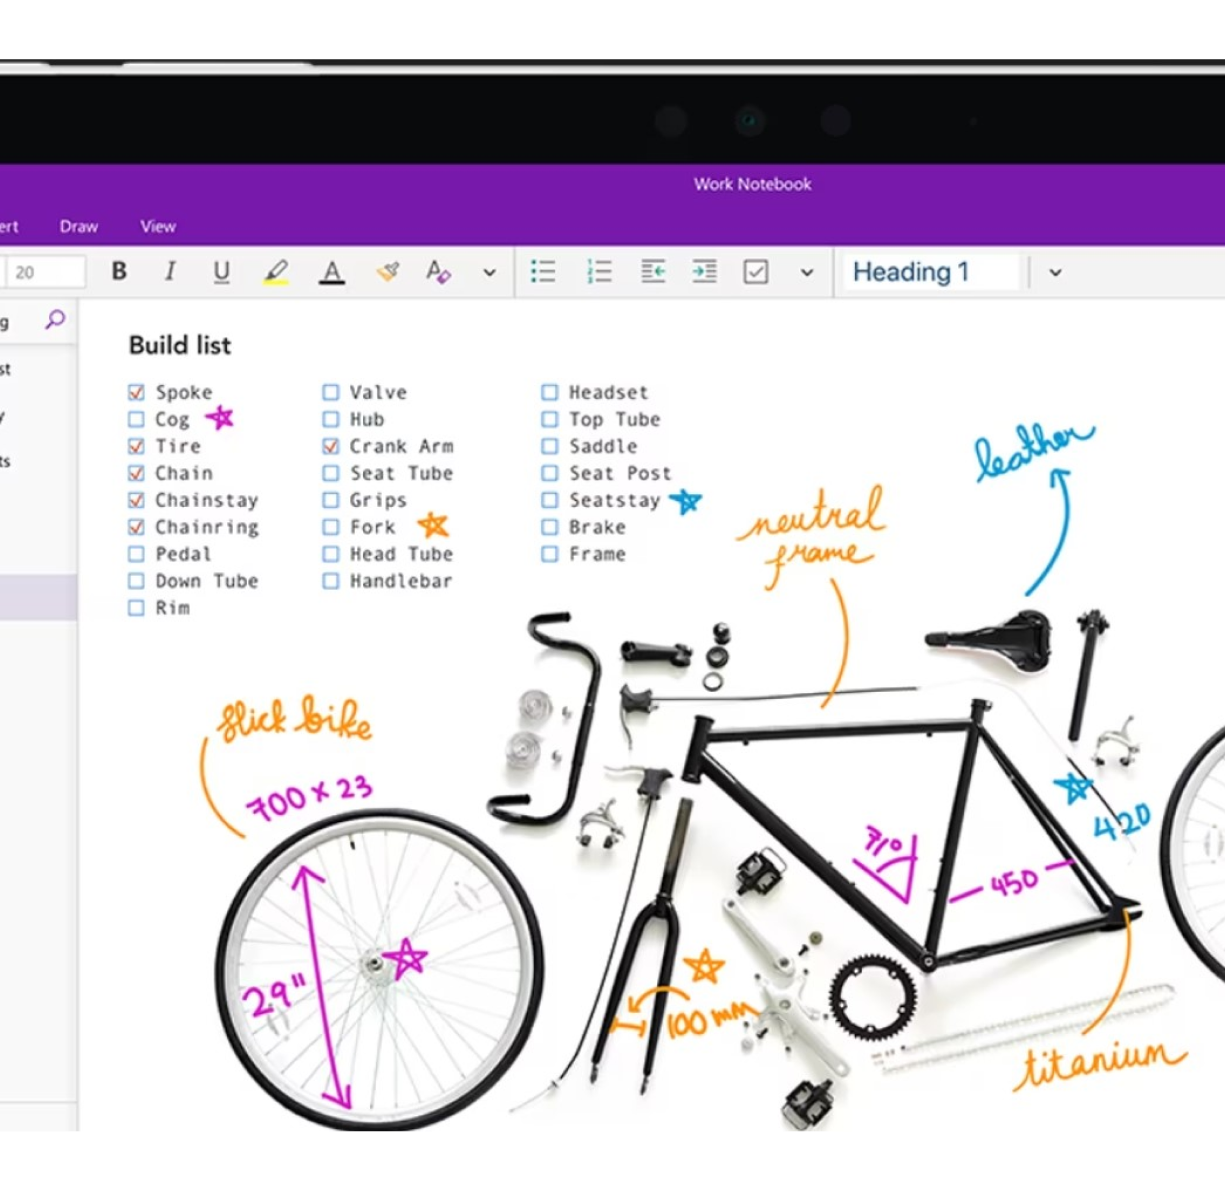 Work Notebook
ert Draw View
20 B I U A A Heading 1
g
st
y
ts
Build list
Spoke
Cog
Tire
Chain
Chainstay
Chainring
Pedal
Down Tube
Rim
Valve
Hub
Crank Arm
Seat Tube
Grips
Fork
Head Tube
Handlebar
Headset
Top Tube
Saddle
Seat Post
Seatstay
Brake
Frame
leather
neutral
frame
slick bike
700 x 23
71°
420
450
29"
100 mm
titanium